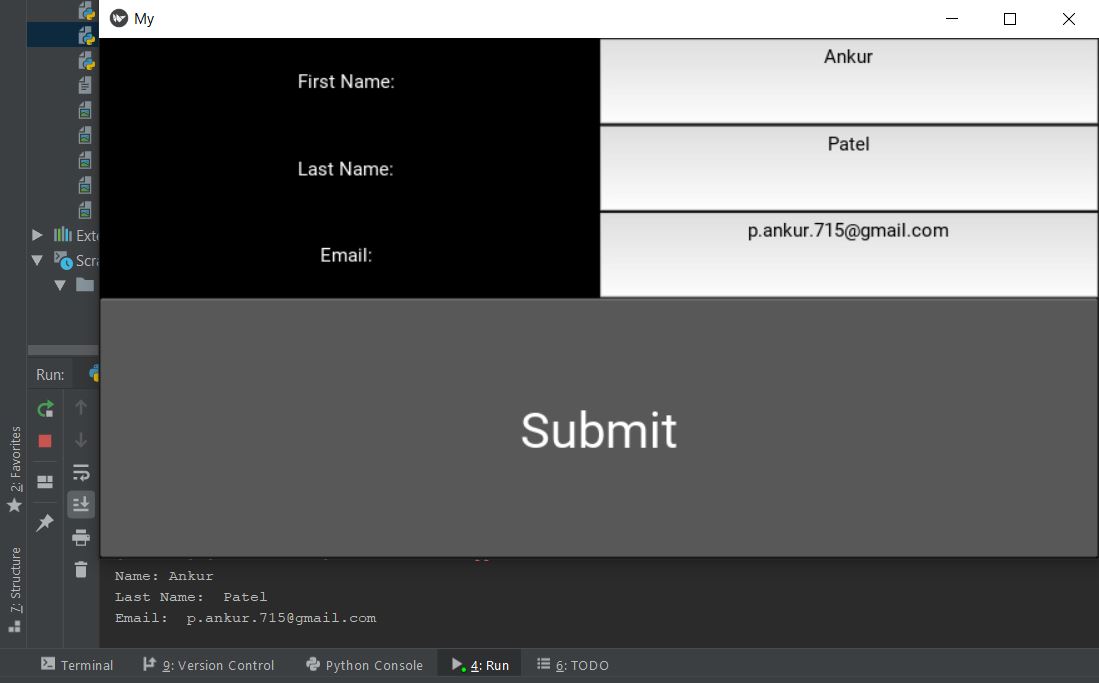 My
First Name:
Ankur
Last Name:
Patel
Email:
p.ankur.715@gmail.com
Submit
Run:
2: Favorites
7: Structure
Name: Ankur
Last Name:  Patel
Email:  p.ankur.715@gmail.com
Terminal
9: Version Control
Python Console
4: Run
6: TODO